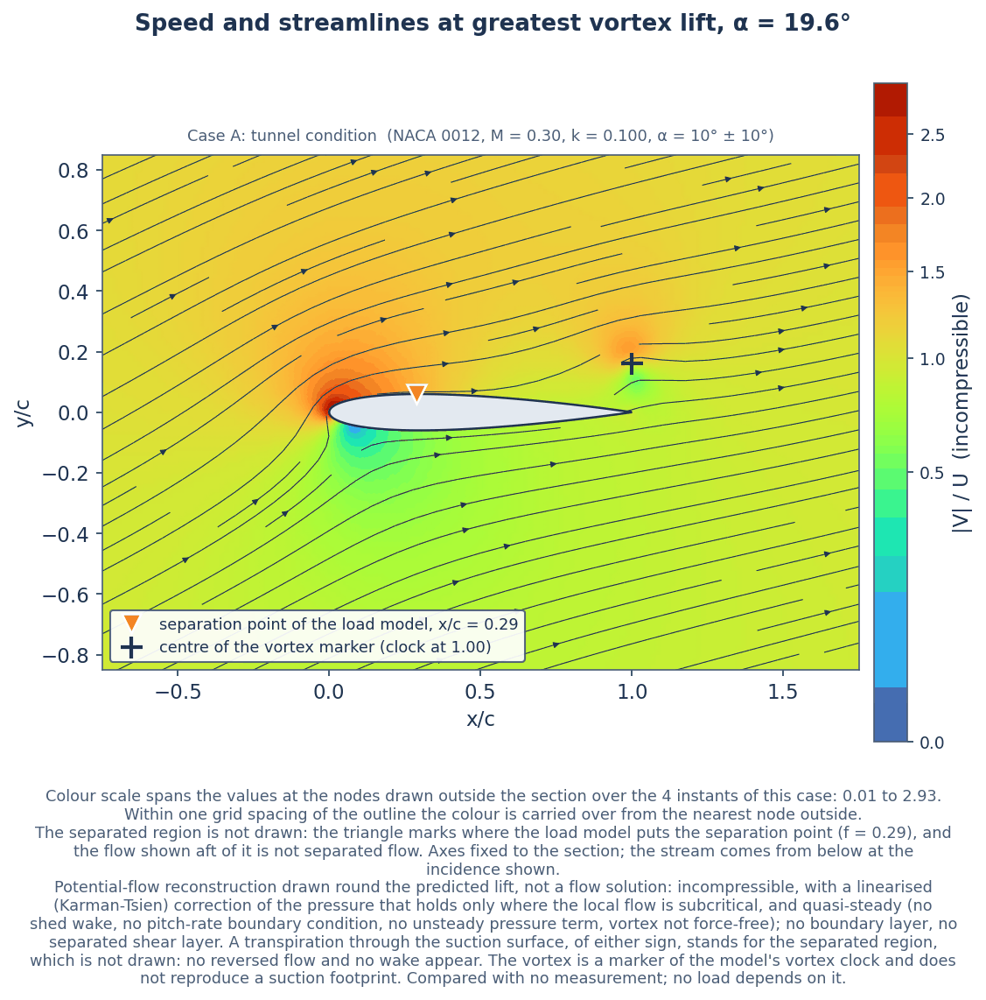 Speed and streamlines at greatest vortex lift, α = 19.6°
Case A: tunnel condition  (NACA 0012, M = 0.30, k = 0.100, α = 10° ± 10°)
0.8
0.6
0.4
0.2
0.0
−0.2
−0.4
−0.6
−0.8
y/c
separation point of the load model, x/c = 0.29
centre of the vortex marker (clock at 1.00)
−0.5
0.0
0.5
1.0
1.5
x/c
2.5
2.0
1.5
1.0
0.5
0.0
|V| / U  (incompressible)
Colour scale spans the values at the nodes drawn outside the section over the 4 instants of this case: 0.01 to 2.93.
Within one grid spacing of the outline the colour is carried over from the nearest node outside.
The separated region is not drawn: the triangle marks where the load model puts the separation point (f = 0.29), and
the flow shown aft of it is not separated flow. Axes fixed to the section; the stream comes from below at the
incidence shown.
Potential-flow reconstruction drawn round the predicted lift, not a flow solution: incompressible, with a linearised
(Karman-Tsien) correction of the pressure that holds only where the local flow is subcritical, and quasi-steady (no
shed wake, no pitch-rate boundary condition, no unsteady pressure term, vortex not force-free); no boundary layer, no
separated shear layer. A transpiration through the suction surface, of either sign, stands for the separated region,
which is not drawn: no reversed flow and no wake appear. The vortex is a marker of the model's vortex clock and does
not reproduce a suction footprint. Compared with no measurement; no load depends on it.